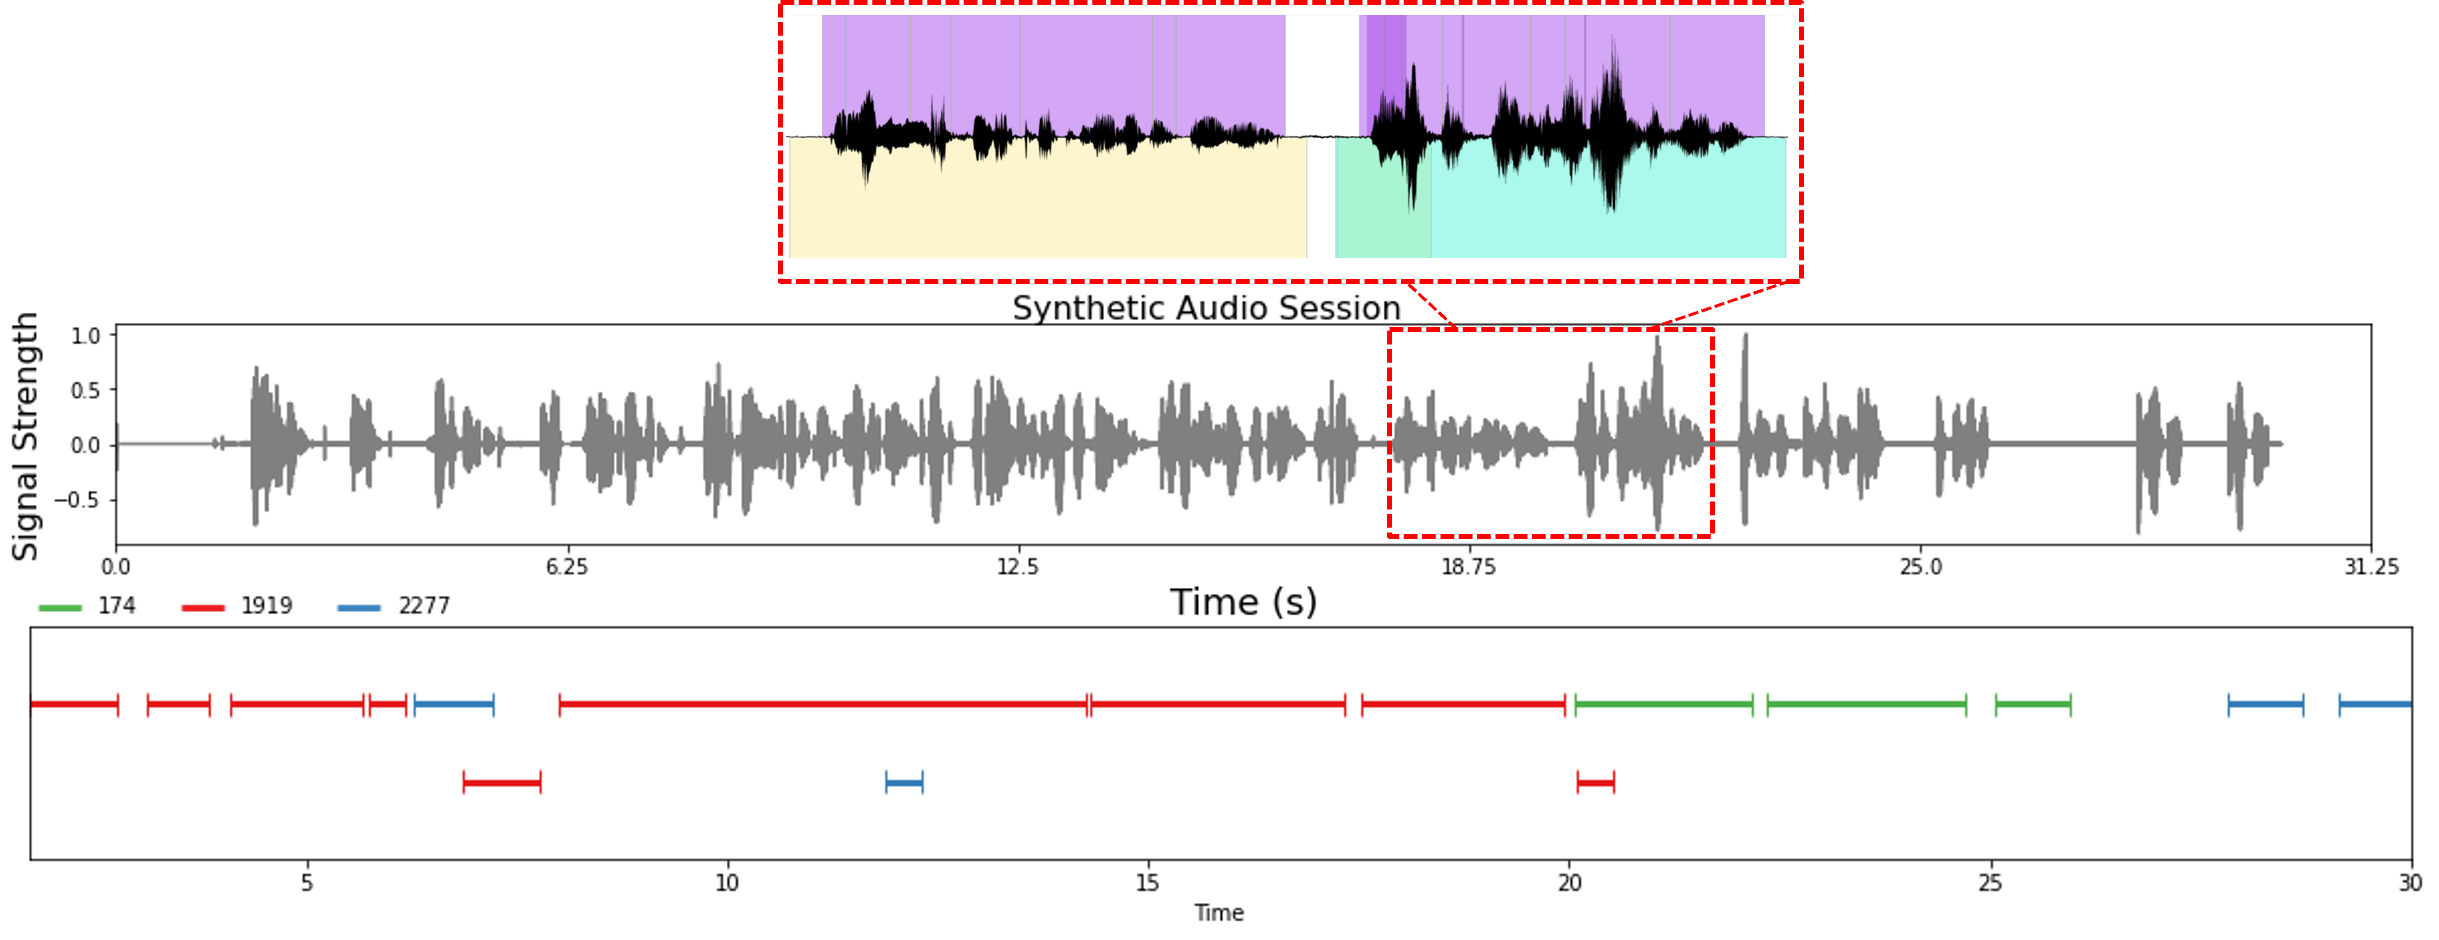 Synthetic Audio Session
Signal Strength
1.0
0.5
0.0
−0.5
0.0 6.25 12.5 18.75 25.0 31.25
Time (s)
174 1919 2277
5 10 15 20 25 30
Time